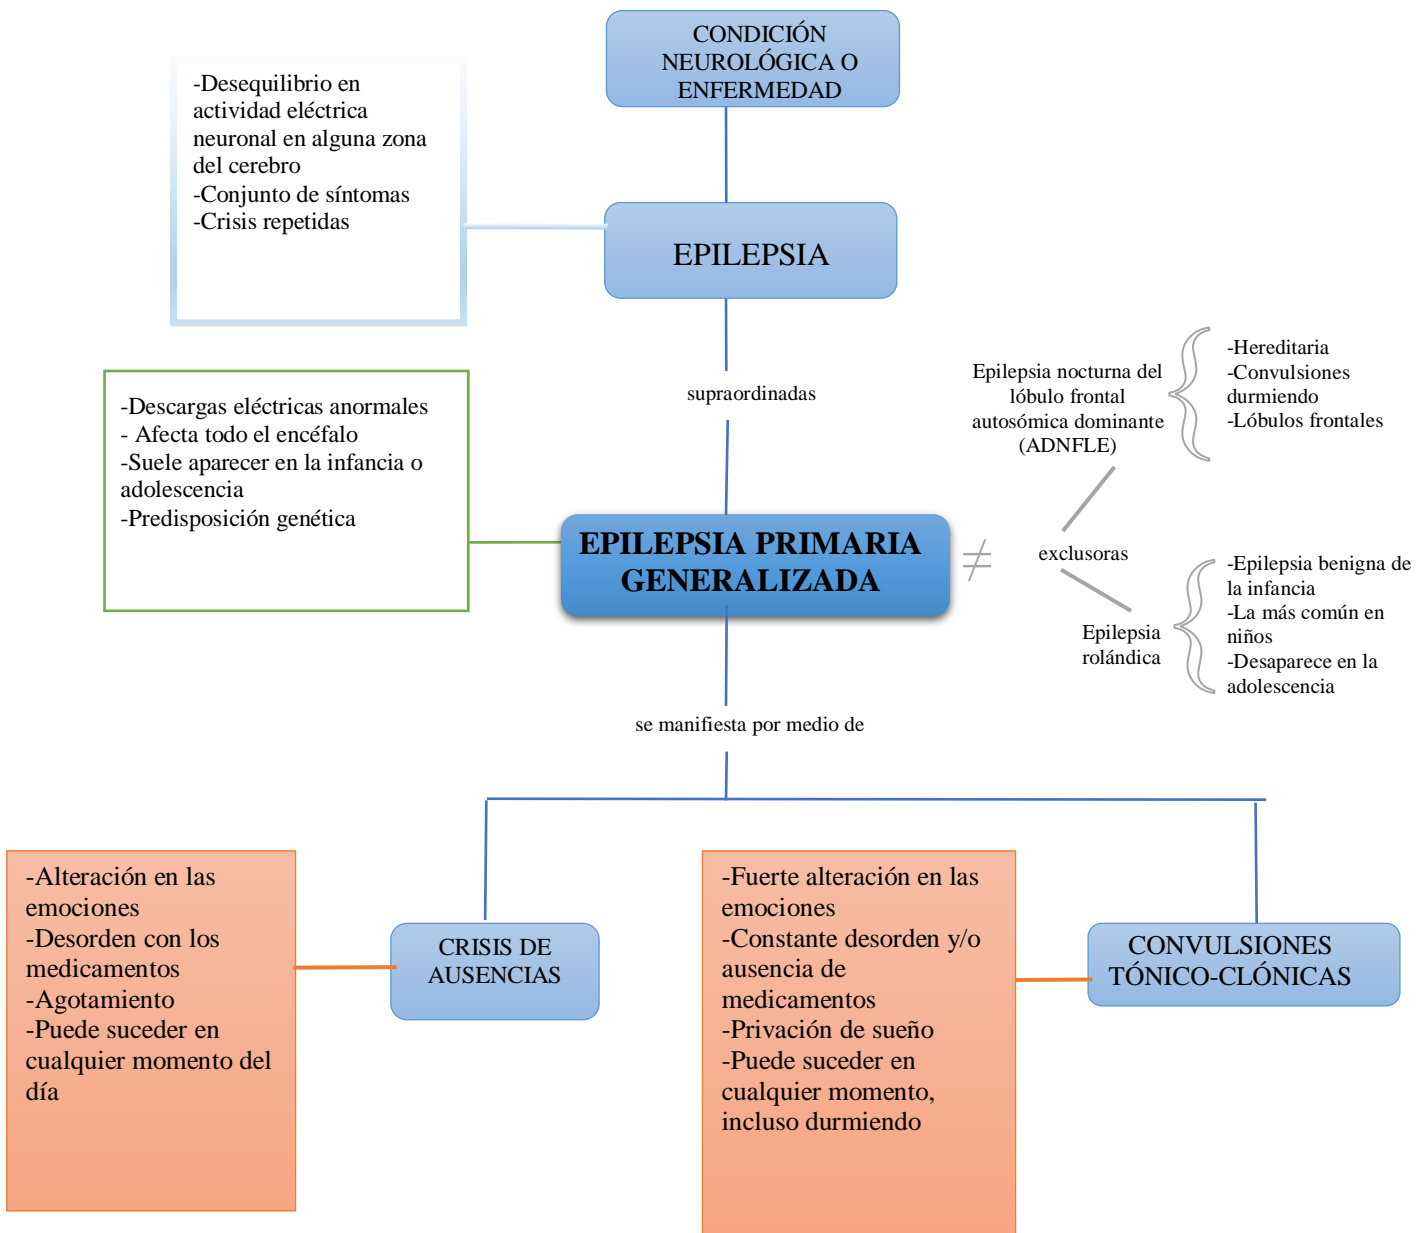 CONDICIÓN
NEUROLÓGICA O
ENFERMEDAD
-Desequilibrio en
actividad eléctrica
neuronal en alguna zona
del cerebro
-Conjunto de síntomas
-Crisis repetidas
EPILEPSIA
supraordinadas
-Descargas eléctricas anormales
- Afecta todo el encéfalo
-Suele aparecer en la infancia o
adolescencia
-Predisposición genética
EPILEPSIA PRIMARIA
GENERALIZADA
≠
exclusoras
Epilepsia nocturna del
lóbulo frontal
autosómica dominante
(ADNFLE)
-Hereditaria
-Convulsiones
durmiendo
-Lóbulos frontales
Epilepsia
rolándica
-Epilepsia benigna de
la infancia
-La más común en
niños
-Desaparece en la
adolescencia
se manifiesta por medio de
-Alteración en las
emociones
-Desorden con los
medicamentos
-Agotamiento
-Puede suceder en
cualquier momento del
día
CRISIS DE
AUSENCIAS
-Fuerte alteración en las
emociones
-Constante desorden y/o
ausencia de
medicamentos
-Privación de sueño
-Puede suceder en
cualquier momento,
incluso durmiendo
CONVULSIONES
TÓNICO-CLÓNICAS